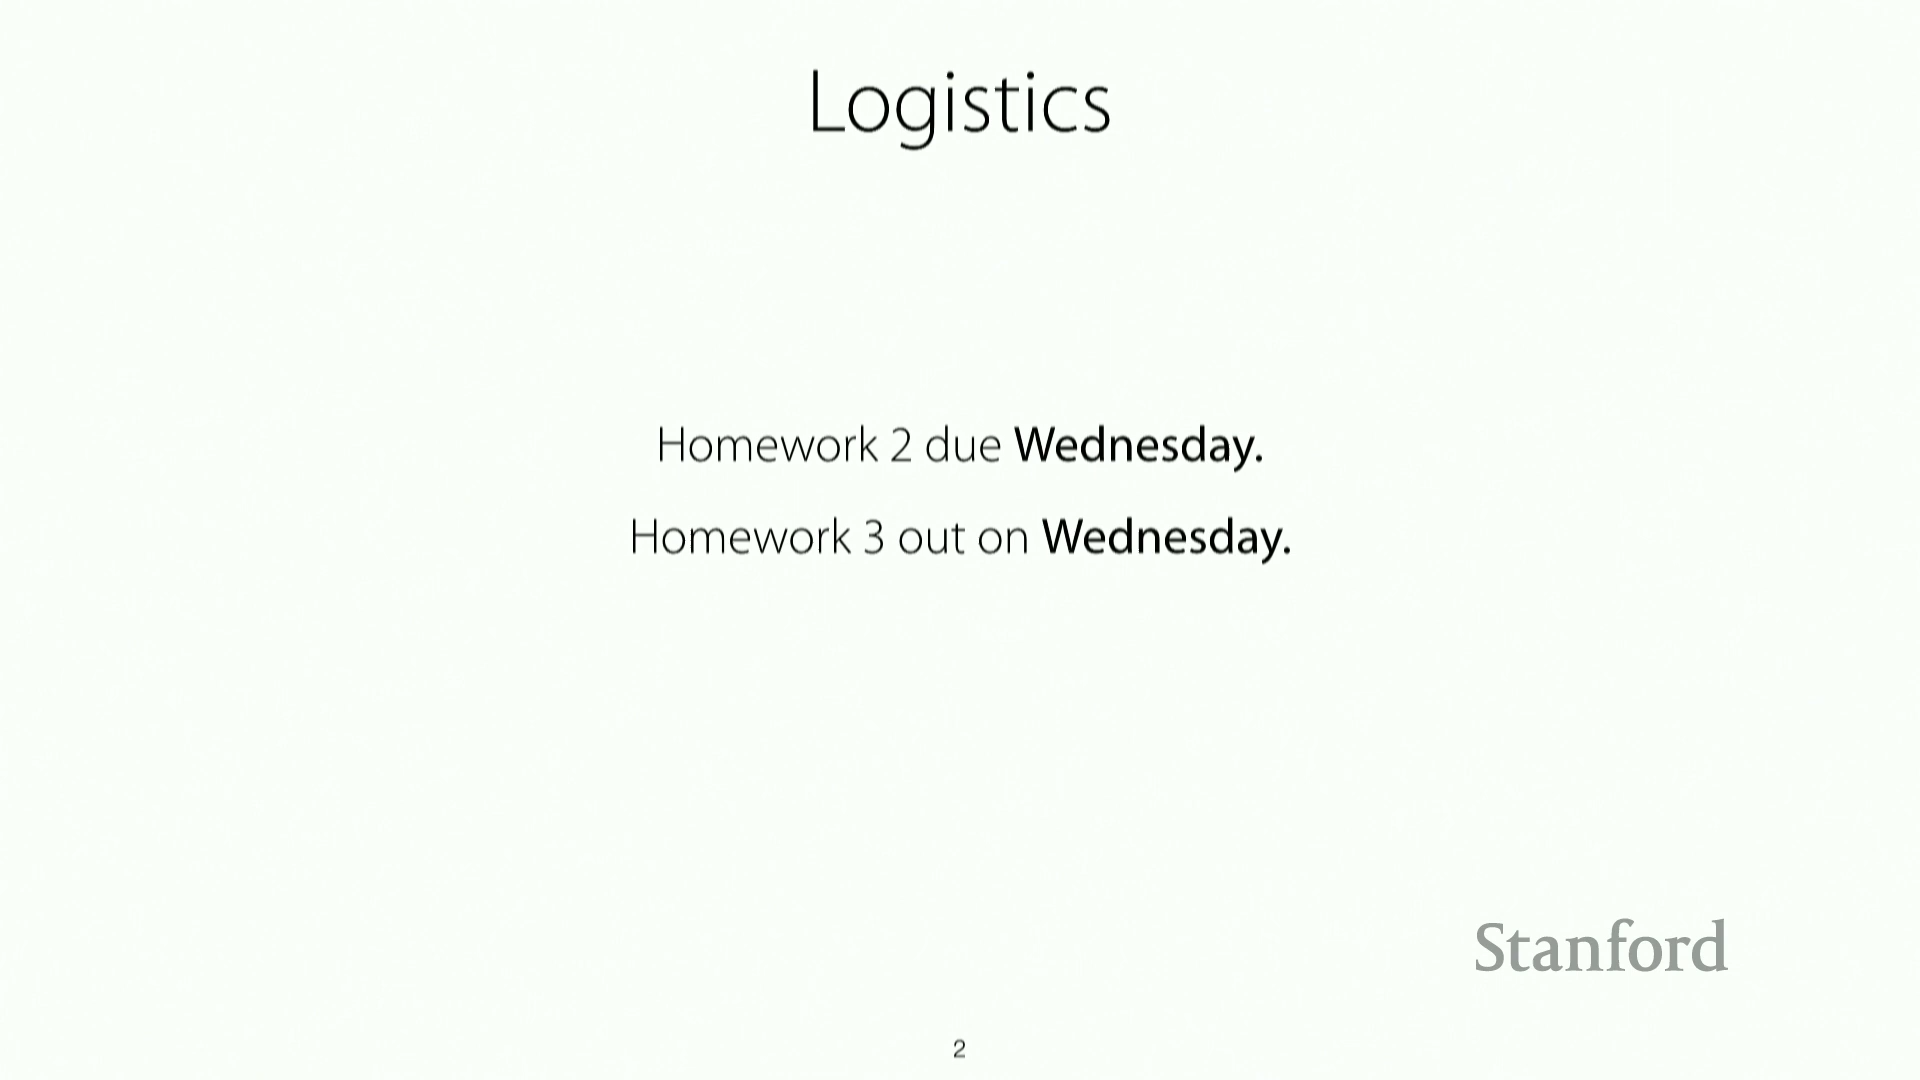 Logistics
Homework 2 due Wednesday.
Homework 3 out on Wednesday.
Stanford
2